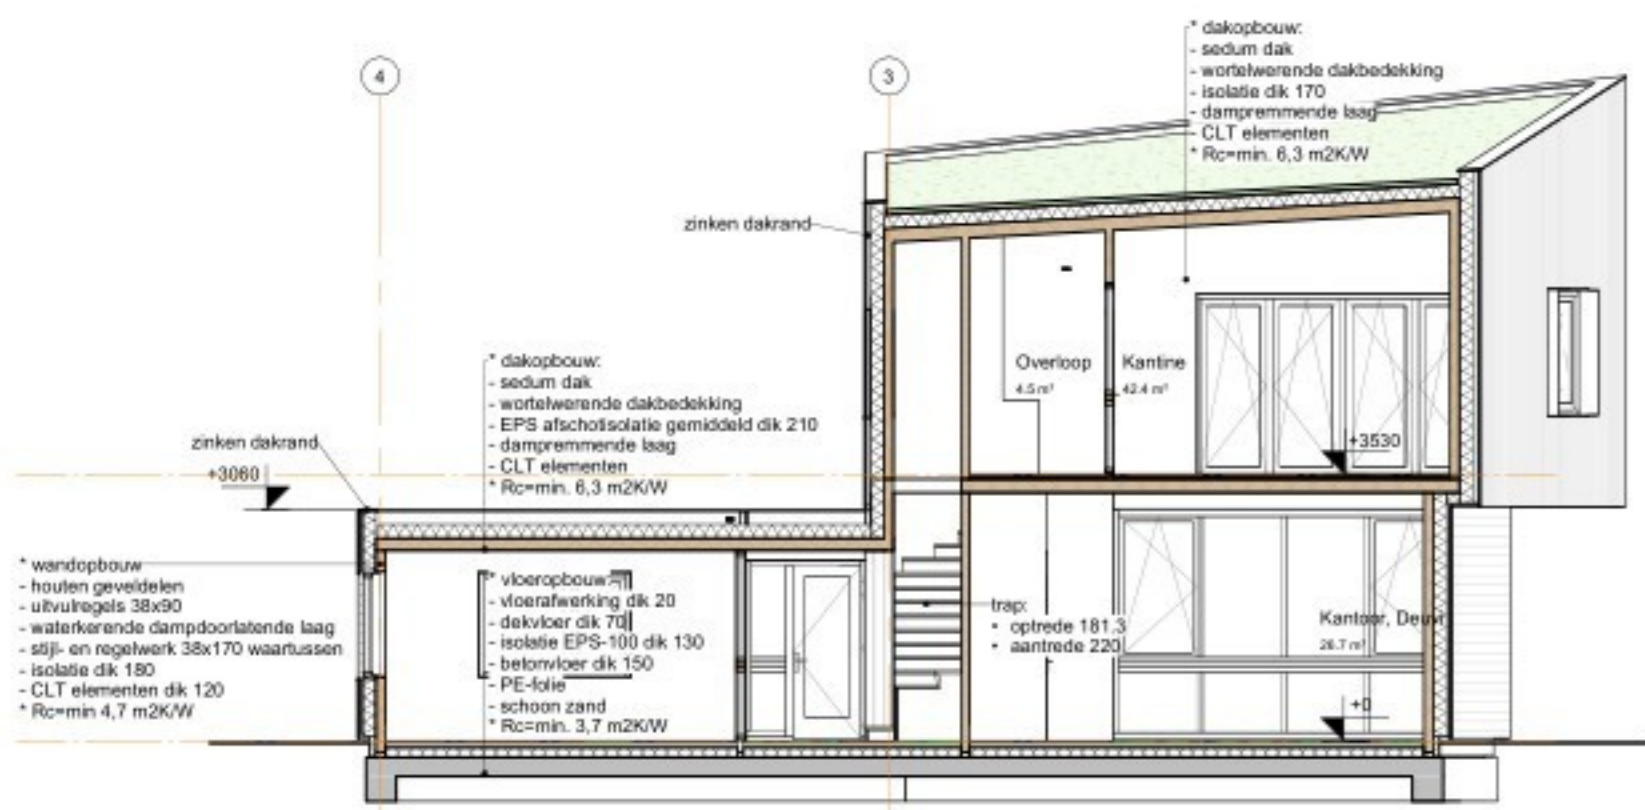 4
3
* dakopbouw:
- sedum dak
- wortelwerende dakbedekking
- isolatie dik 170
- dampremmende laag
- CLT elementen
* Rc=min. 6,3 m2K/W
zinken dakrand
Overloop
4.5 m²
Kantine
42.4 m²
* dakopbouw:
- sedum dak
- wortelwerende dakbedekking
- EPS afschotisolatie gemiddeld dik 210
- dampremmende laag
- CLT elementen
* Rc=min. 6,3 m2K/W
zinken dakrand
+3060
+3530
* wandopbouw
- houten geveldelen
- uitvulregels 38x90
- waterkerende dampdoorlatende laag
- stijl- en regelwerk 38x170 waartussen
- isolatie dik 180
- CLT elementen dik 120
* Rc=min 4,7 m2K/W
* vloeropbouw:
- vloerafwerking dik 20
- dekvloer dik 70
- isolatie EPS-100 dik 130
- betonvloer dik 150
- PE-folie
- schoon zand
* Rc=min. 3,7 m2K/W
trap:
- optrede 181.3
- aantrede 220
Kantoor,
26.7 m²
+0